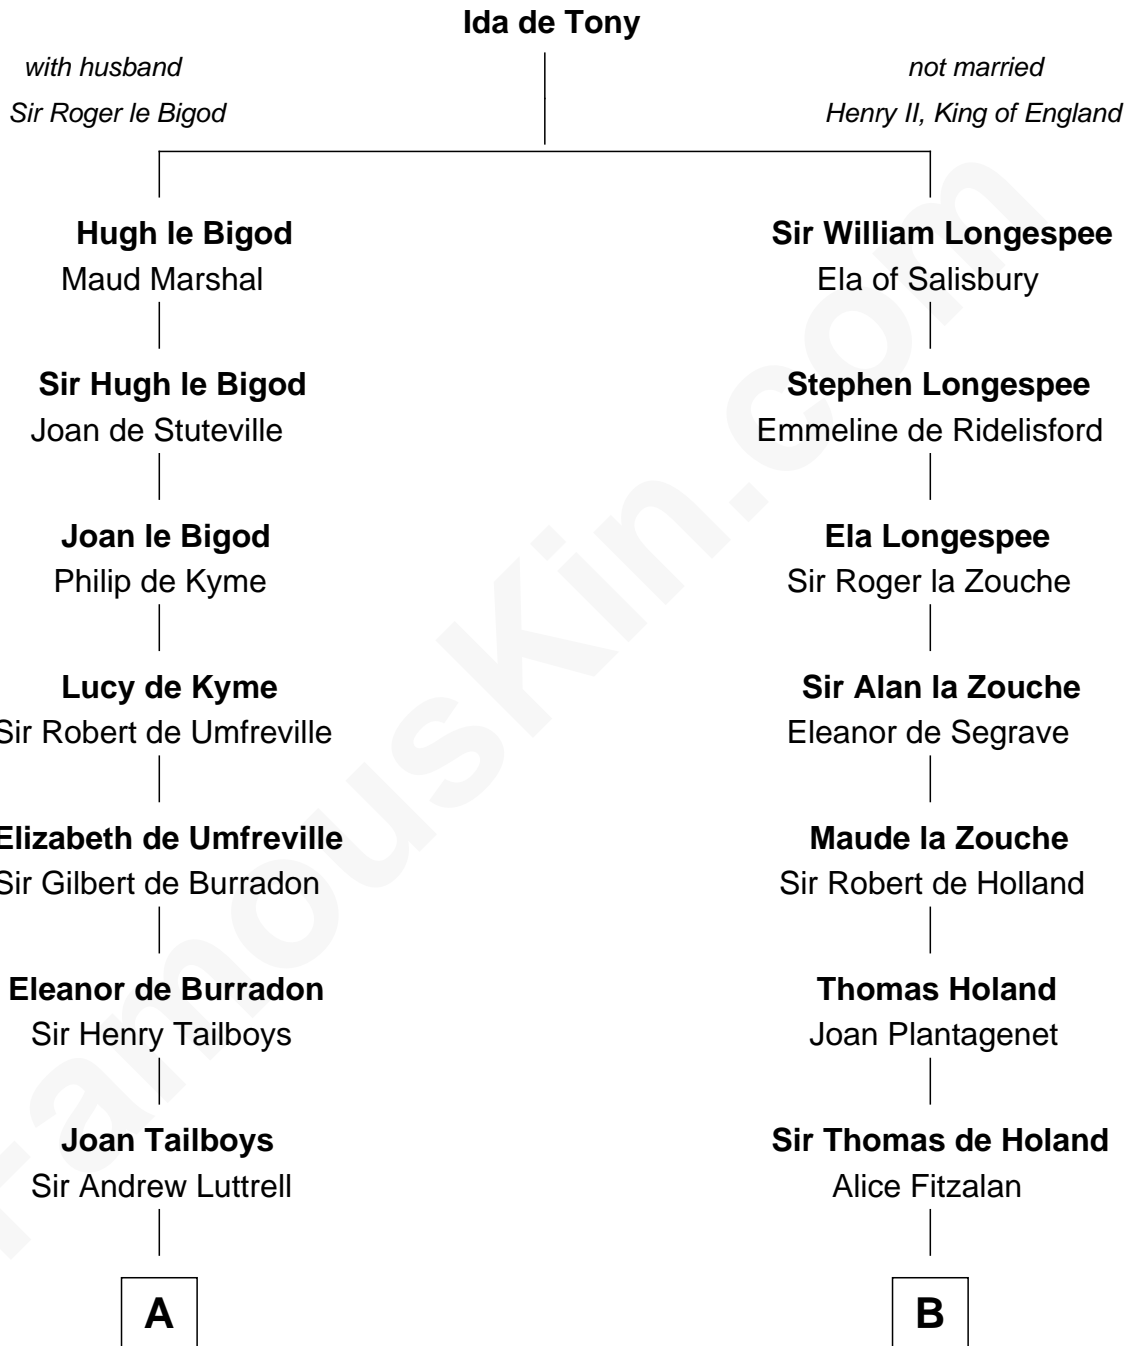 Ida de Tony
with husband
Sir Roger le Bigod
not married
Henry II, King of England
Hugh le Bigod
Maud Marshal
Sir William Longespee
Ela of Salisbury
Sir Hugh le Bigod
Joan de Stuteville
Stephen Longespee
Emmeline de Ridelisford
Joan le Bigod
Philip de Kyme
Ela Longespee
Sir Roger la Zouche
Lucy de Kyme
Sir Robert de Umfreville
Sir Alan la Zouche
Eleanor de Segrave
Elizabeth de Umfreville
Sir Gilbert de Burradon
Maude la Zouche
Sir Robert de Holland
Eleanor de Burradon
Sir Henry Tailboys
Thomas Holand
Joan Plantagenet
Joan Tailboys
Sir Andrew Luttrell
Sir Thomas de Holand
Alice Fitzalan
A
B
FamousKin.com